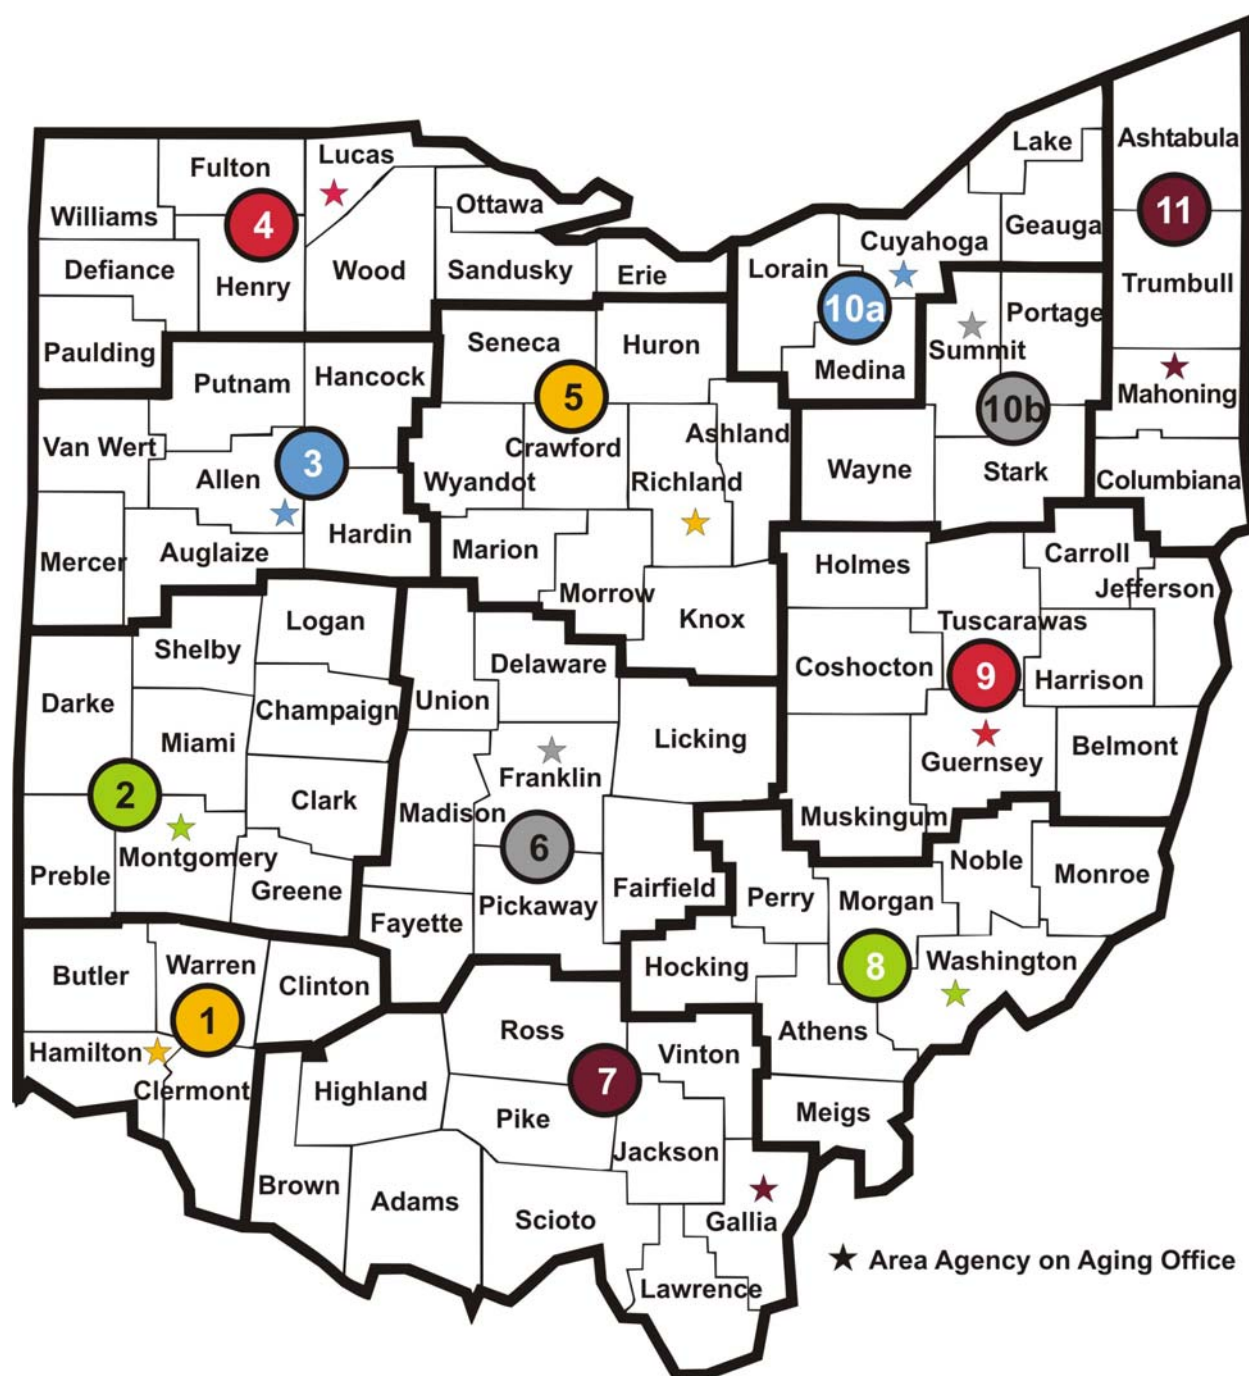 Lake
Ashtabula
Fulton
Lucas
4
Williams
Ottawa
11
Geauga
Cuyahoga
Defiance
Henry
Wood
Sandusky
Erie
Lorain
10a
Trumbull
Portage
Paulding
Seneca
Huron
Summit
Putnam
Hancock
Medina
Mahoning
5
10b
Van Wert
Crawford
Ashland
3
Allen
Wyandot
Richland
Wayne
Stark
Columbiana
Mercer
Auglaize
Hardin
Marion
Holmes
Carroll
Jefferson
Morrow
Knox
Logan
Tuscarawas
Shelby
Delaware
Coshocton
9
Harrison
Darke
Union
Champaign
Miami
Licking
Belmont
Guernsey
2
Franklin
Clark
Madison
Muskingum
Montgomery
6
Noble
Preble
Greene
Fairfield
Perry
Morgan
Monroe
Pickaway
Fayette
8
Butler
Warren
Clinton
Hocking
Washington
1
Ross
Athens
Hamilton
Vinton
Clermont
Highland
7
Pike
Meigs
Jackson
Brown
Adams
Scioto
Gallia
Area Agency on Aging Office
Lawrence